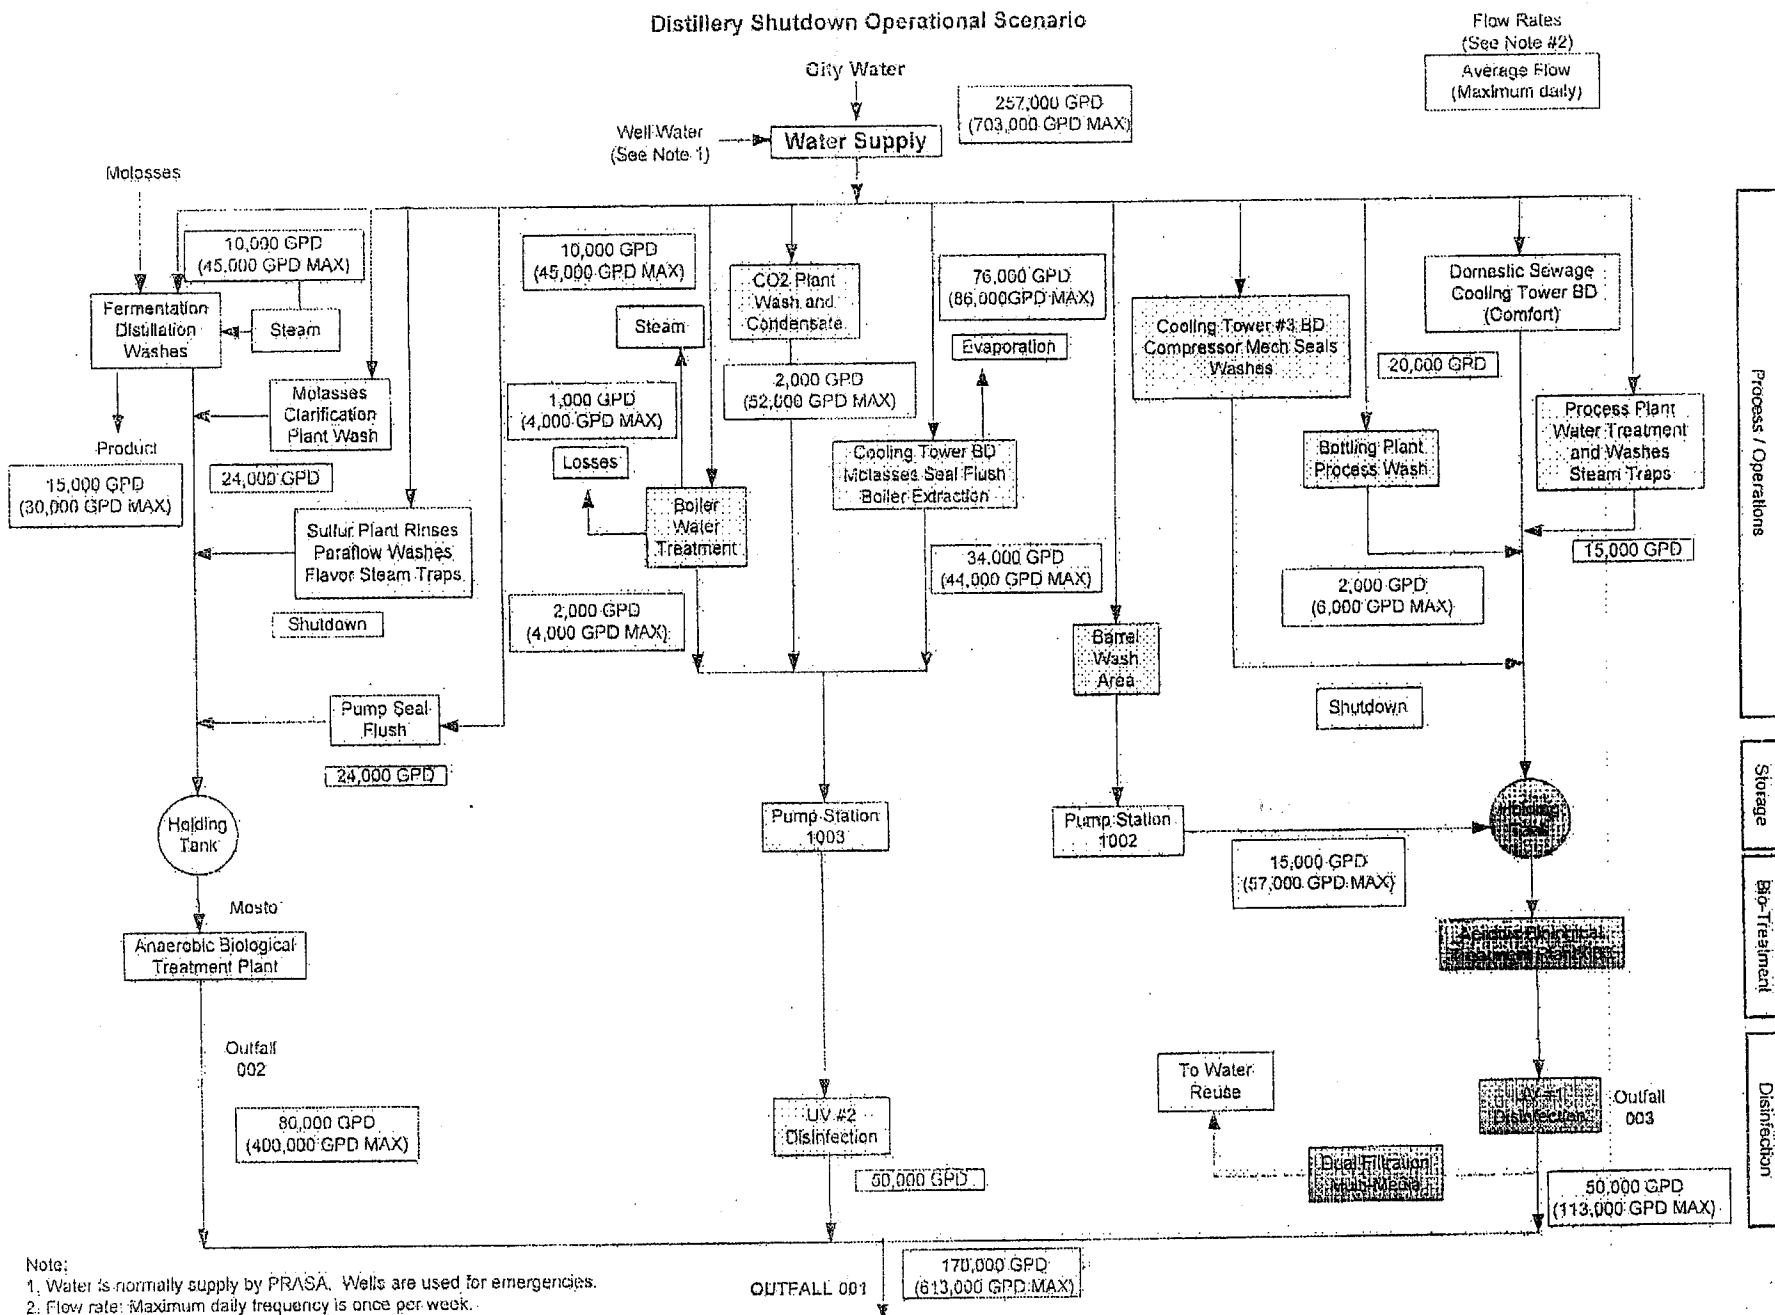 Distillery Shutdown Operational Scenario
Flow Rates
(See Note #2)
Average Flow
(Maximum daily)
City Water
257,000 GPD
(703,000 GPD MAX)
Well Water
(See Note 1)
Water Supply
Molasses
10,000 GPD
(45,000 GPD MAX)
Fermentation
Distillation
Washes
Steam
Molasses
Clarification
Plant Wash
Product
15,000 GPD
(30,000 GPD MAX)
24,000 GPD
Sulfur Plant Rinses
Paraflow Washes
Flavor Steam Traps
Shutdown
Pump Seal
Flush
24,000 GPD
10,000 GPD
(45,000 GPD MAX)
Steam
1,000 GPD
(4,000 GPD MAX)
Losses
Boiler
Water
Treatment
2,000 GPD
(4,000 GPD MAX)
CO2 Plant
Wash and
Condensate
2,000 GPD
(52,000 GPD MAX)
76,000 GPD
(86,000GPD MAX)
Evaporation
Cooling Tower BD
Molasses Seal Flush
Boiler Extraction
34,000 GPD
(44,000 GPD MAX)
Barrel
Wash
Area
Cooling Tower #3 BD
Compressor Mech Seals
Washes
20,000 GPD
Bottling Plant
Process Wash
2,000 GPD
(6,000 GPD MAX)
Shutdown
Domestic Sewage
Cooling Tower BD
(Comfort)
Process Plant
Water Treatment
and Washes
Steam Traps
15,000 GPD
Process / Operations
Holding
Tank
Pump Station
1003
Pump Station
1002
15,000 GPD
(57,000 GPD MAX)
Holding
Tank
Storage
Mosto
Anaerobic Biological
Treatment Plant
Bio-Treatment
Outfall
002
80,000 GPD
(400,000 GPD MAX)
UV #2
Disinfection
50,000 GPD
To Water
Reuse
Dual Filtration
Multi-Media
UV #1
Disinfection
Outfall
003
50,000 GPD
(113,000 GPD MAX)
Disinfection
OUTFALL 001
170,000 GPD
(613,000 GPD MAX)
Note:
1. Water is normally supply by PRASA. Wells are used for emergencies.
2. Flow rate: Maximum daily frequency is once per week.